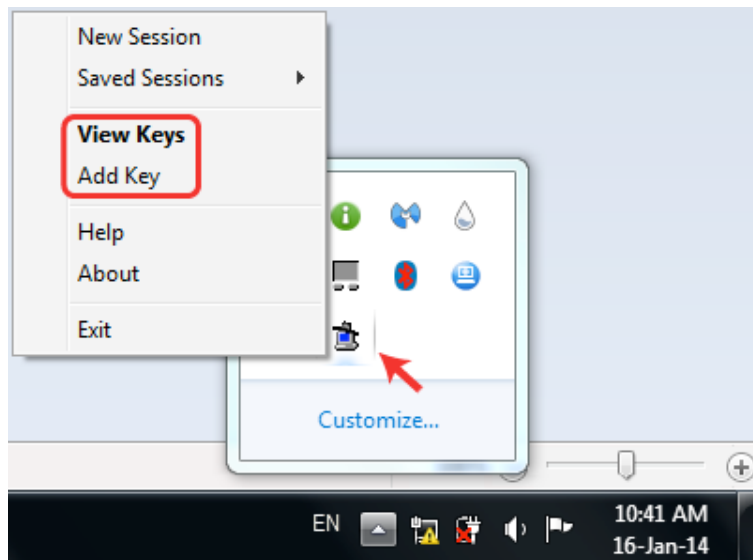 New Session
Saved Sessions
View Keys
Add Key
Help
About
Exit
Customize...
EN
10:41 AM
16-Jan-14